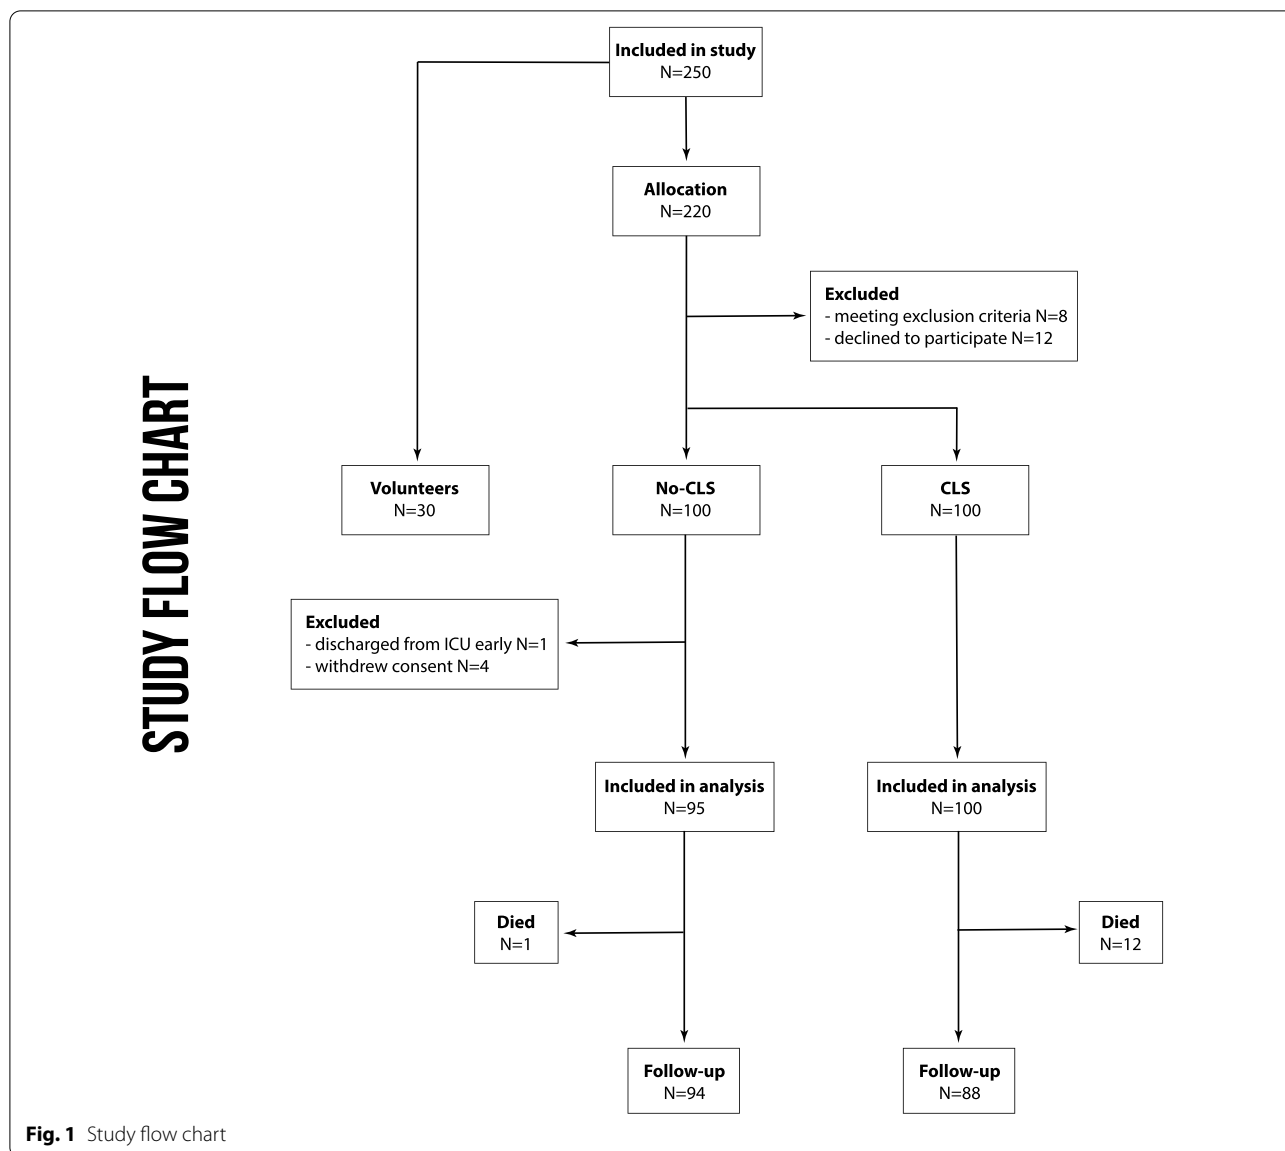 Included in study
N=250
Allocation
N=220
Excluded
- meeting exclusion criteria N=8
- declined to participate N=12
STUDY FLOW CHART
Volunteers
N=30
No-CLS
N=100
CLS
N=100
Excluded
- discharged from ICU early N=1
- withdrew consent N=4
Included in analysis
N=95
Included in analysis
N=100
Died
N=1
Died
N=12
Follow-up
N=94
Follow-up
N=88
Fig. 1 Study flow chart